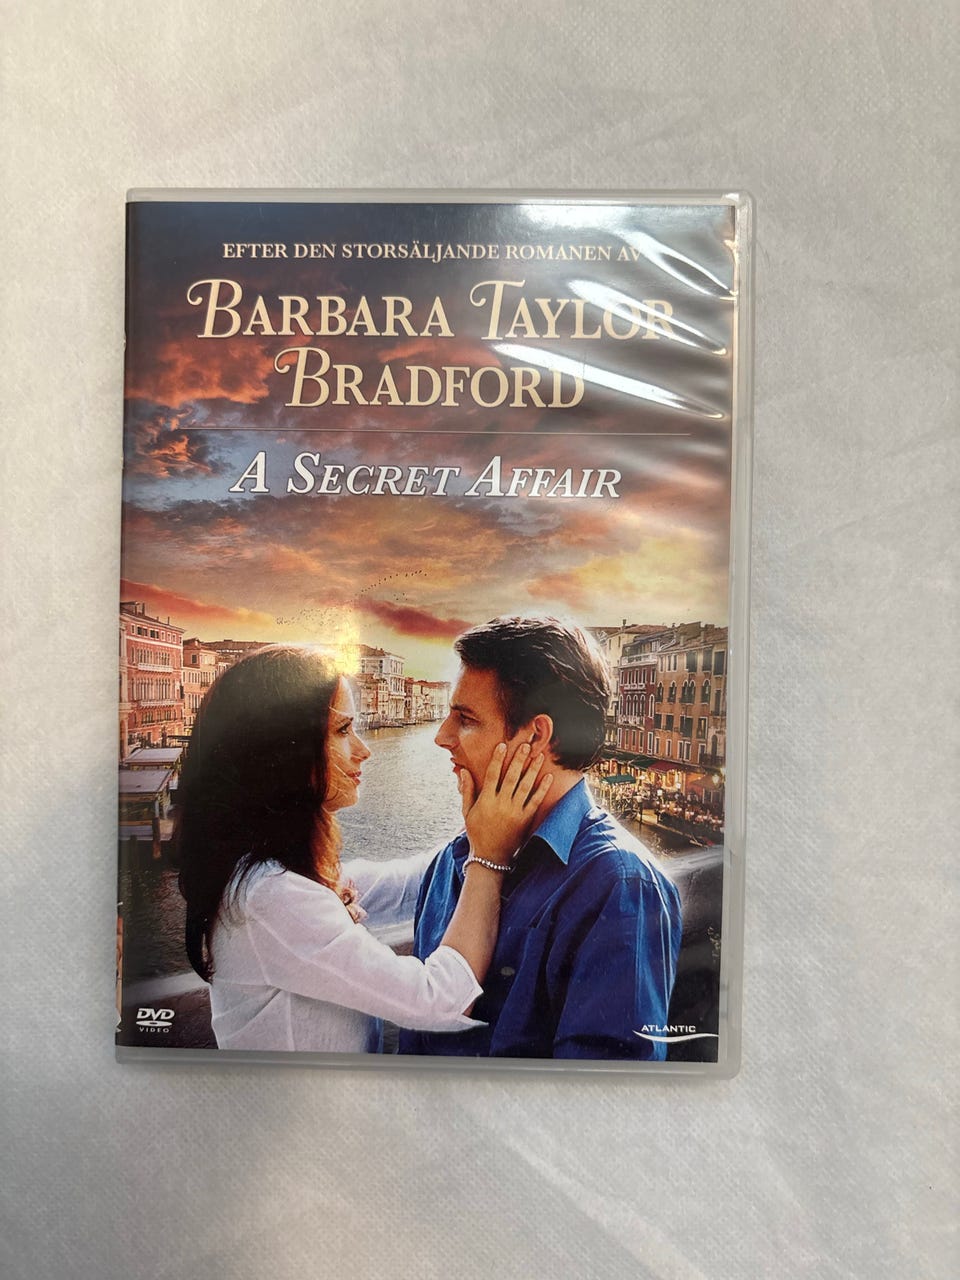 EFTER DEN STORSÄLJANDE ROMANEN AV
BARBARA TAYLOR
BRADFORD
A SECRET AFFAIR
DVD
VIDEO
ATLANTIC